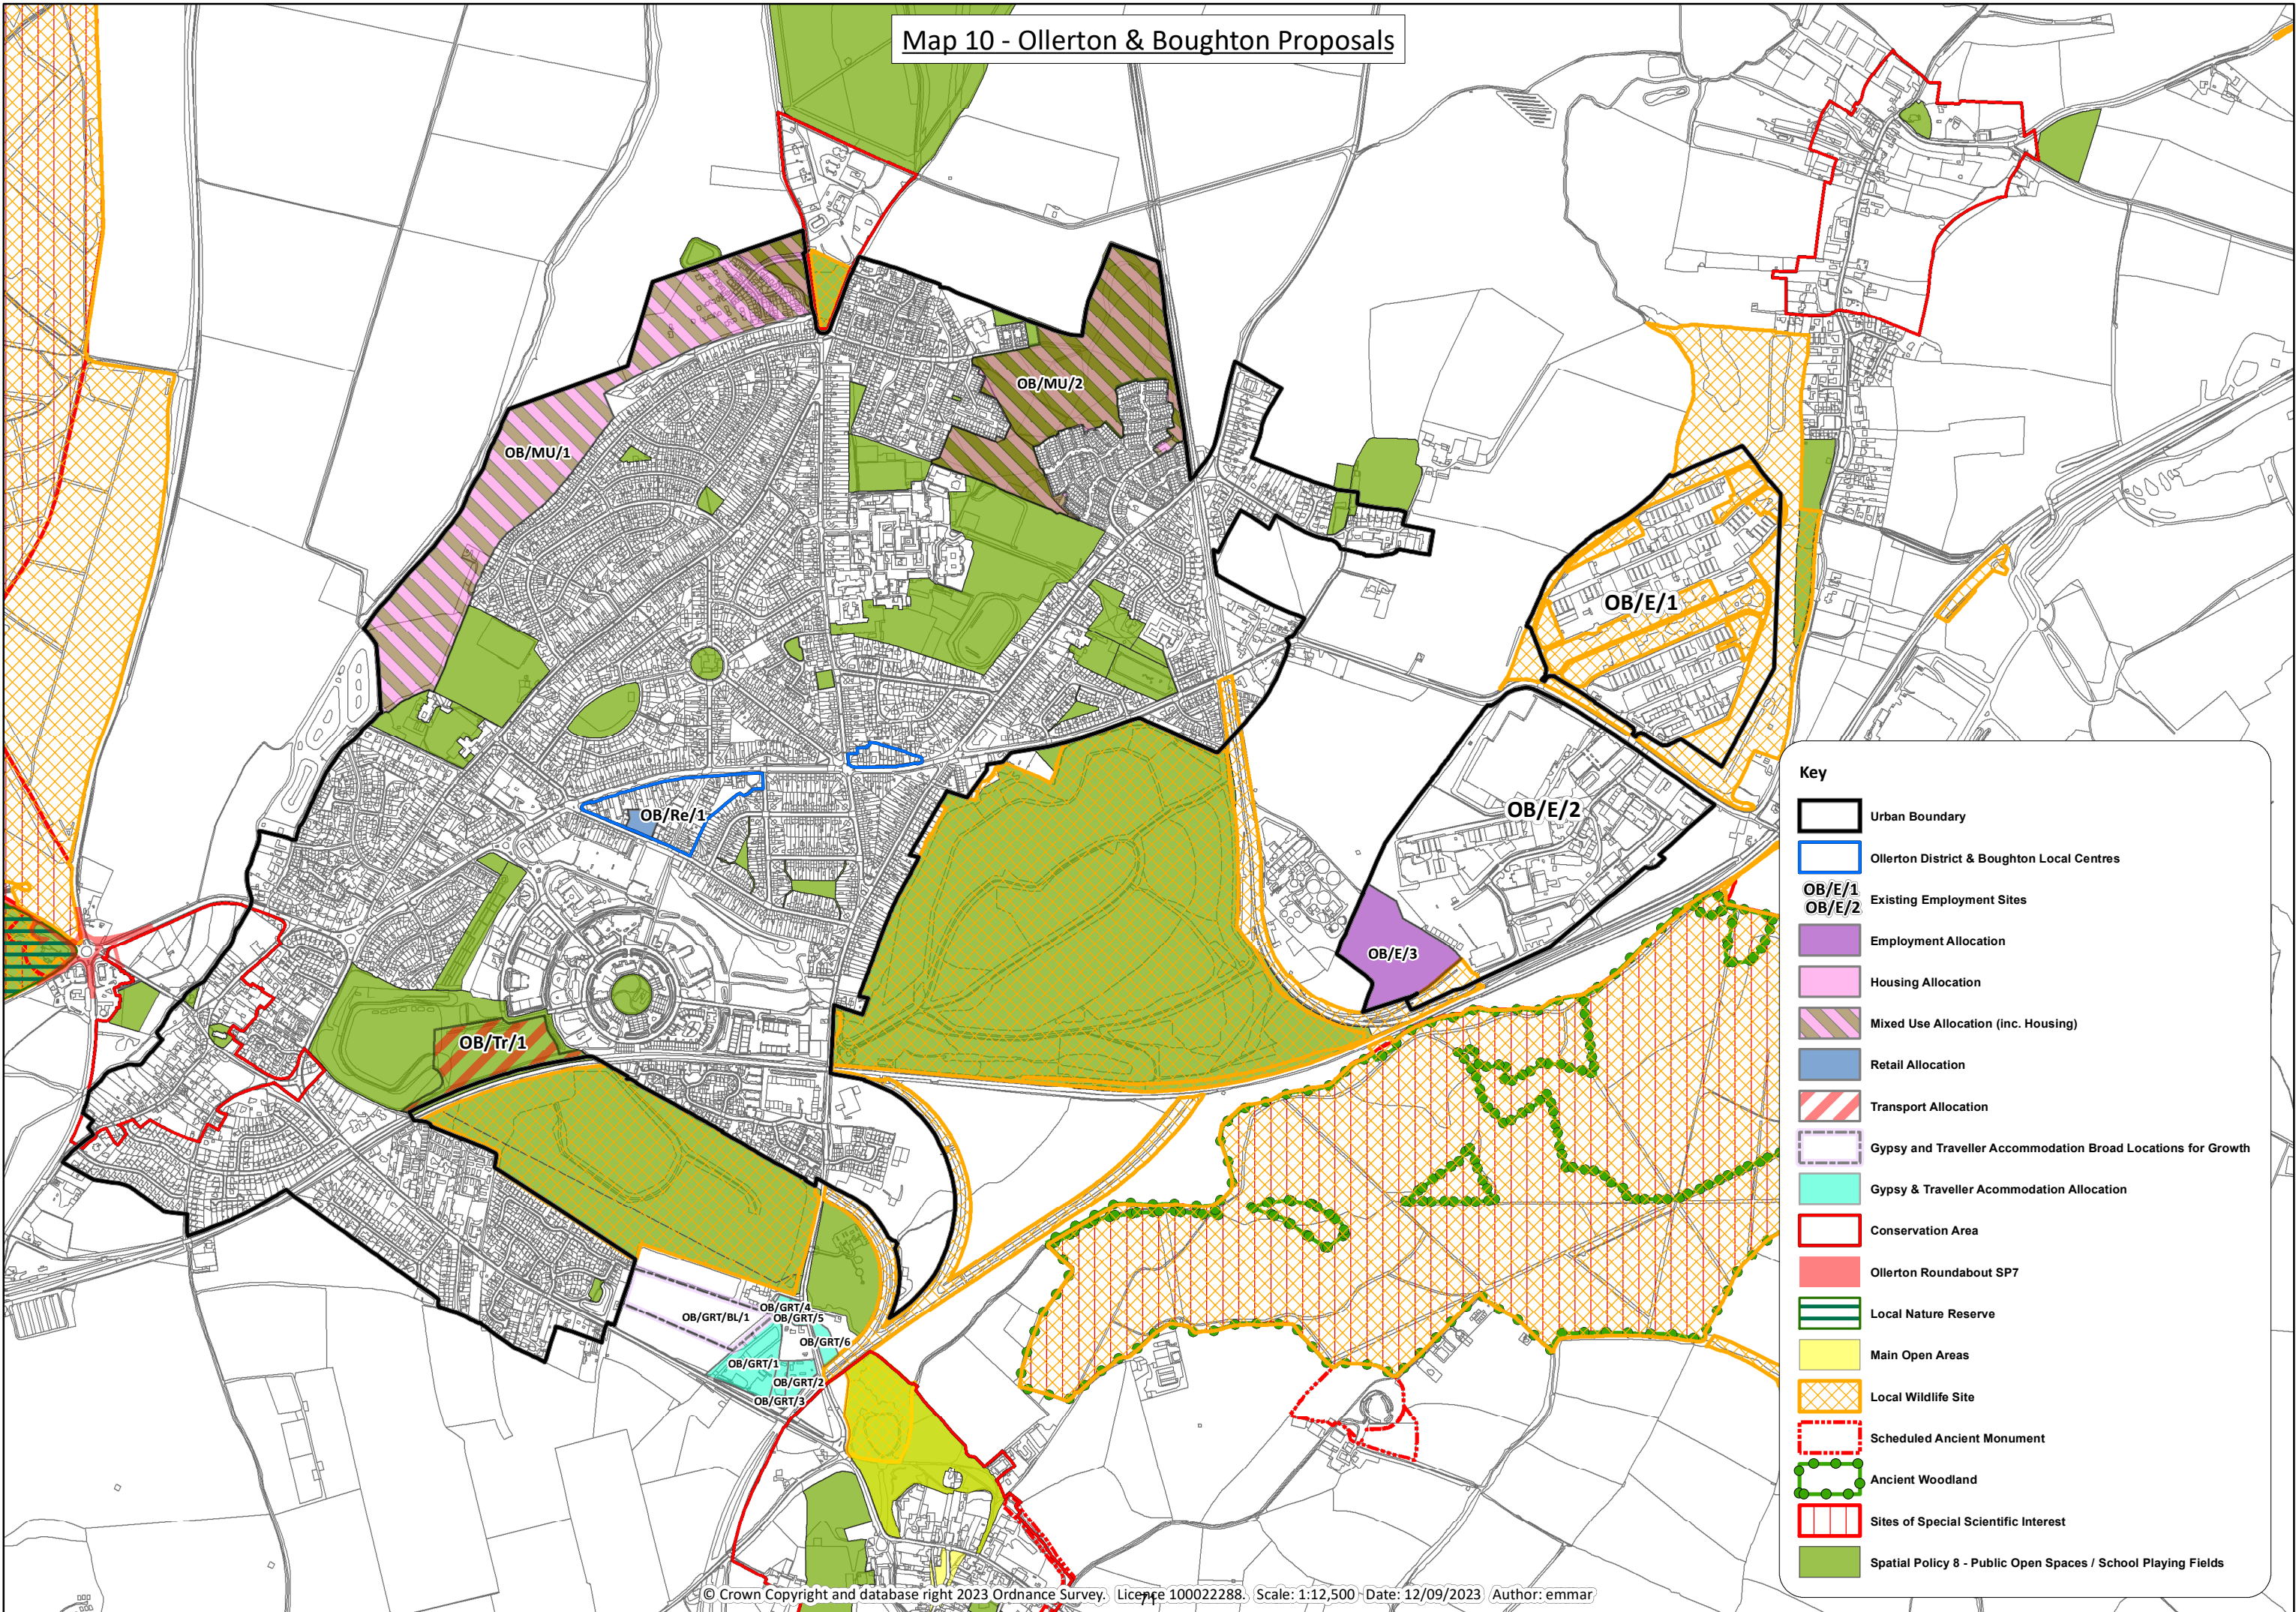 Map 10 - Ollerton & Boughton Proposals
OB/MU/2
OB/MU/1
OB/E/1
OB/Re/1
OB/E/2
OB/E/3
OB/Tr/1
OB/GRT/BL/1
OB/GRT/4
OB/GRT/5
OB/GRT/6
OB/GRT/1
OB/GRT/2
OB/GRT/3
Key
Urban Boundary
Ollerton District & Boughton Local Centres
OB/E/1
OB/E/2
Existing Employment Sites
Employment Allocation
Housing Allocation
Mixed Use Allocation (inc. Housing)
Retail Allocation
Transport Allocation
Gypsy and Traveller Accommodation Broad Locations for Growth
Gypsy & Traveller Acommodation Allocation
Conservation Area
Ollerton Roundabout SP7
Local Nature Reserve
Main Open Areas
Local Wildlife Site
Scheduled Ancient Monument
Ancient Woodland
Sites of Special Scientific Interest
Spatial Policy 8 - Public Open Spaces / School Playing Fields
© Crown Copyright and database right 2023 Ordnance Survey. Licence 100022288. Scale: 1:12,500 Date: 12/09/2023 Author: emmar
71